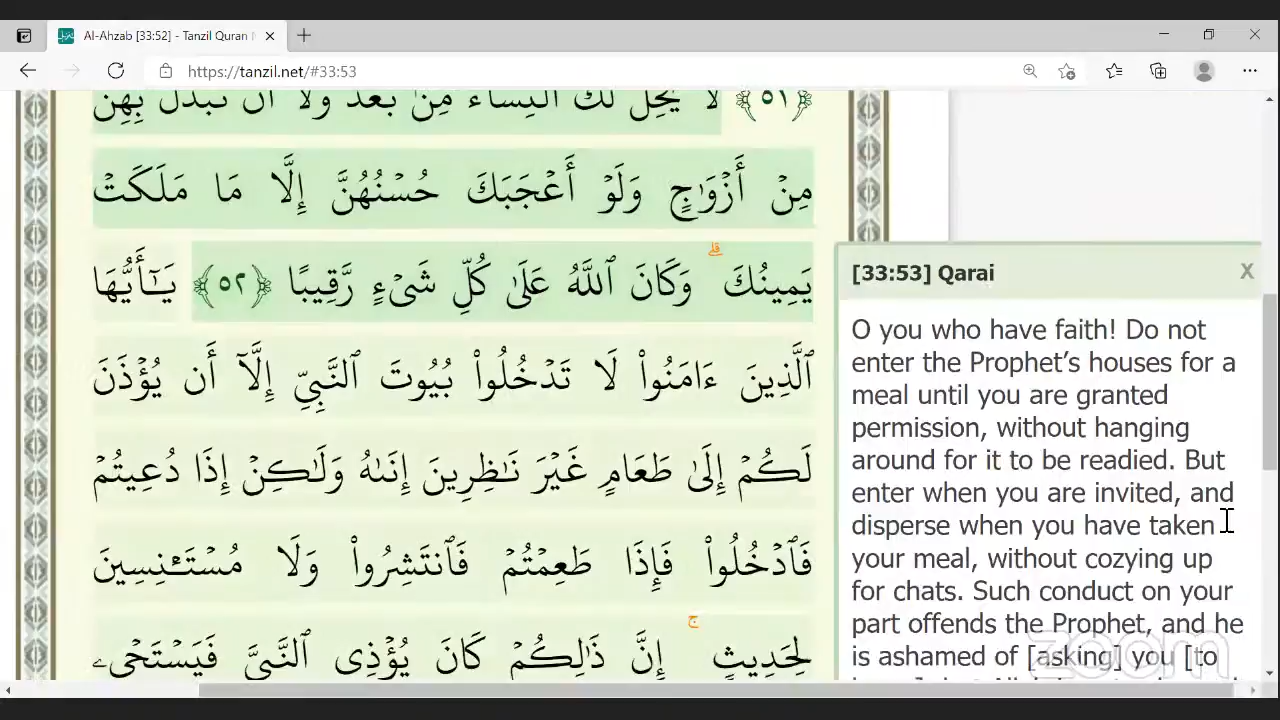 Al-Ahzab [33:52] - Tanzil Quran
https://tanzil.net/#33:53
﴿٥١﴾ لَا يَحِلُّ لَكَ ٱلنِّسَآءُ مِنۢ بَعْدُ وَلَآ أَن تَبَدَّلَ بِهِنَّ
مِنْ أَزْوَٰجٍ وَلَوْ أَعْجَبَكَ حُسْنُهُنَّ إِلَّا مَا مَلَكَتْ
يَمِينُكَ ۗ وَكَانَ ٱللَّهُ عَلَىٰ كُلِّ شَىْءٍ رَّقِيبًا ﴿٥٢﴾ يَـٰٓأَيُّهَا
ٱلَّذِينَ ءَامَنُوا۟ لَا تَدْخُلُوا۟ بُيُوتَ ٱلنَّبِىِّ إِلَّآ أَن يُؤْذَنَ
لَكُمْ إِلَىٰ طَعَامٍ غَيْرَ نَـٰظِرِينَ إِنَىٰهُ وَلَـٰكِنْ إِذَا دُعِيتُمْ
فَٱدْخُلُوا۟ فَإِذَا طَعِمْتُمْ فَٱنتَشِرُوا۟ وَلَا مُسْتَـْٔنِسِينَ
لِحَدِيثٍ ۚ إِنَّ ذَٰلِكُمْ كَانَ يُؤْذِى ٱلنَّبِىَّ فَيَسْتَحْىِۦ
[33:53] Qarai X
O you who have faith! Do not
enter the Prophet’s houses for a
meal until you are granted
permission, without hanging
around for it to be readied. But
enter when you are invited, and
disperse when you have taken
your meal, without cozying up
for chats. Such conduct on your
part offends the Prophet, and he
is ashamed of [asking] you [to
zoom